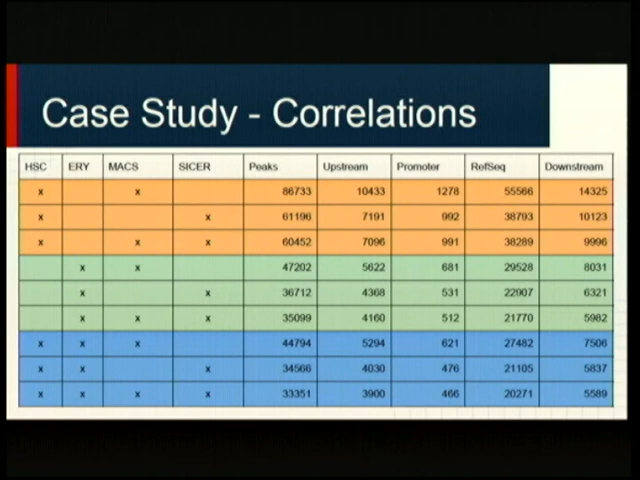 Case Study - Correlations
HSC ERY MACS SICER Peaks Upstream Promoter RefSeq Downstream
x x 86733 10433 1278 55566 14325
x x 61196 7191 992 38793 10123
x x x 60452 7096 991 38289 9996
x x 47202 5622 681 29528 8031
x x 36712 4368 531 22907 6321
x x x 35099 4160 512 21770 5982
x x x 44794 5294 621 27482 7506
x x x 34566 4030 476 21105 5837
x x x x 33351 3900 466 20271 5589